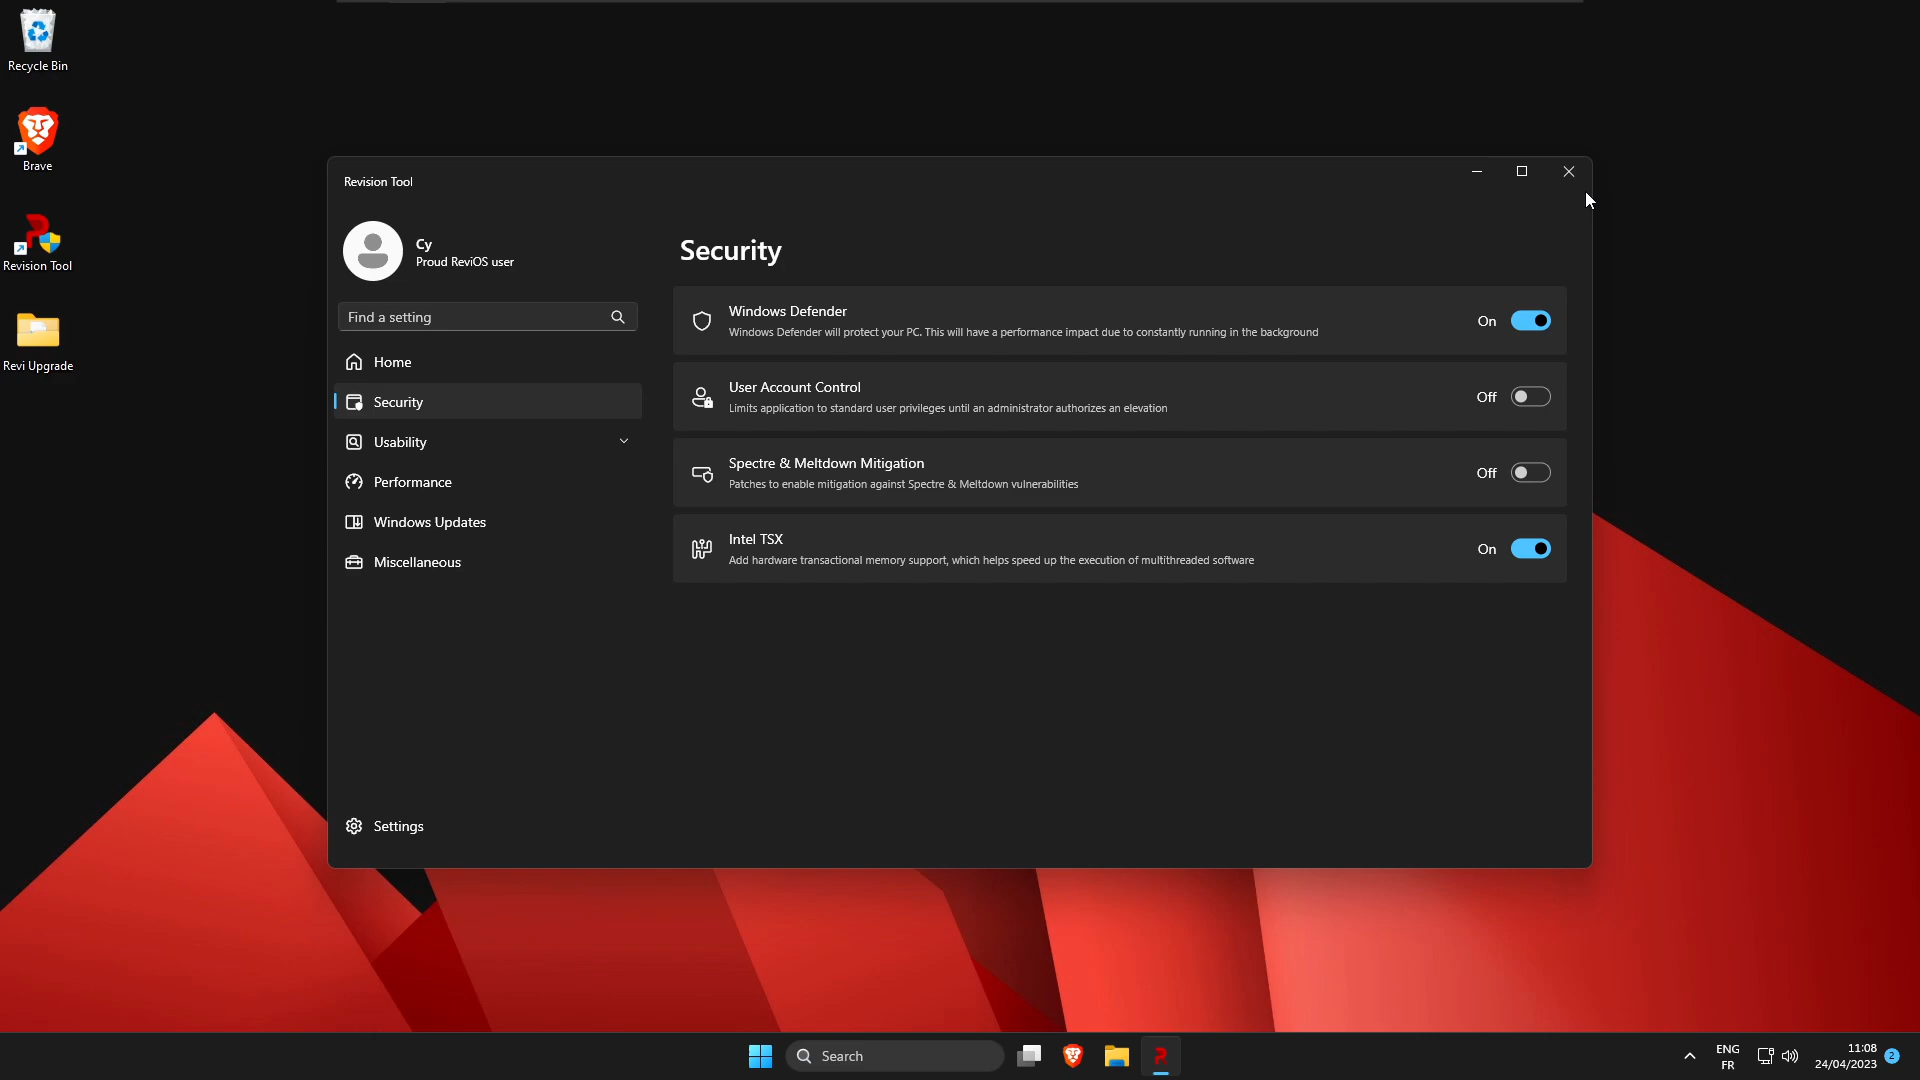 Recycle Bin
Brave
Revision Tool
Revi Upgrade
Revision Tool
Cy
Proud ReviOS user
Find a setting
Home
Security
Usability
Performance
Windows Updates
Miscellaneous
Settings
Security
Windows Defender
Windows Defender will protect your PC. This will have a performance impact due to constantly running in the background
On
User Account Control
Limits application to standard user privileges until an administrator authorizes an elevation
Off
Spectre & Meltdown Mitigation
Patches to enable mitigation against Spectre & Meltdown vulnerabilities
Off
Intel TSX
Add hardware transactional memory support, which helps speed up the execution of multithreaded software
On
Search
ENG
FR
11:08
24/04/2023
2